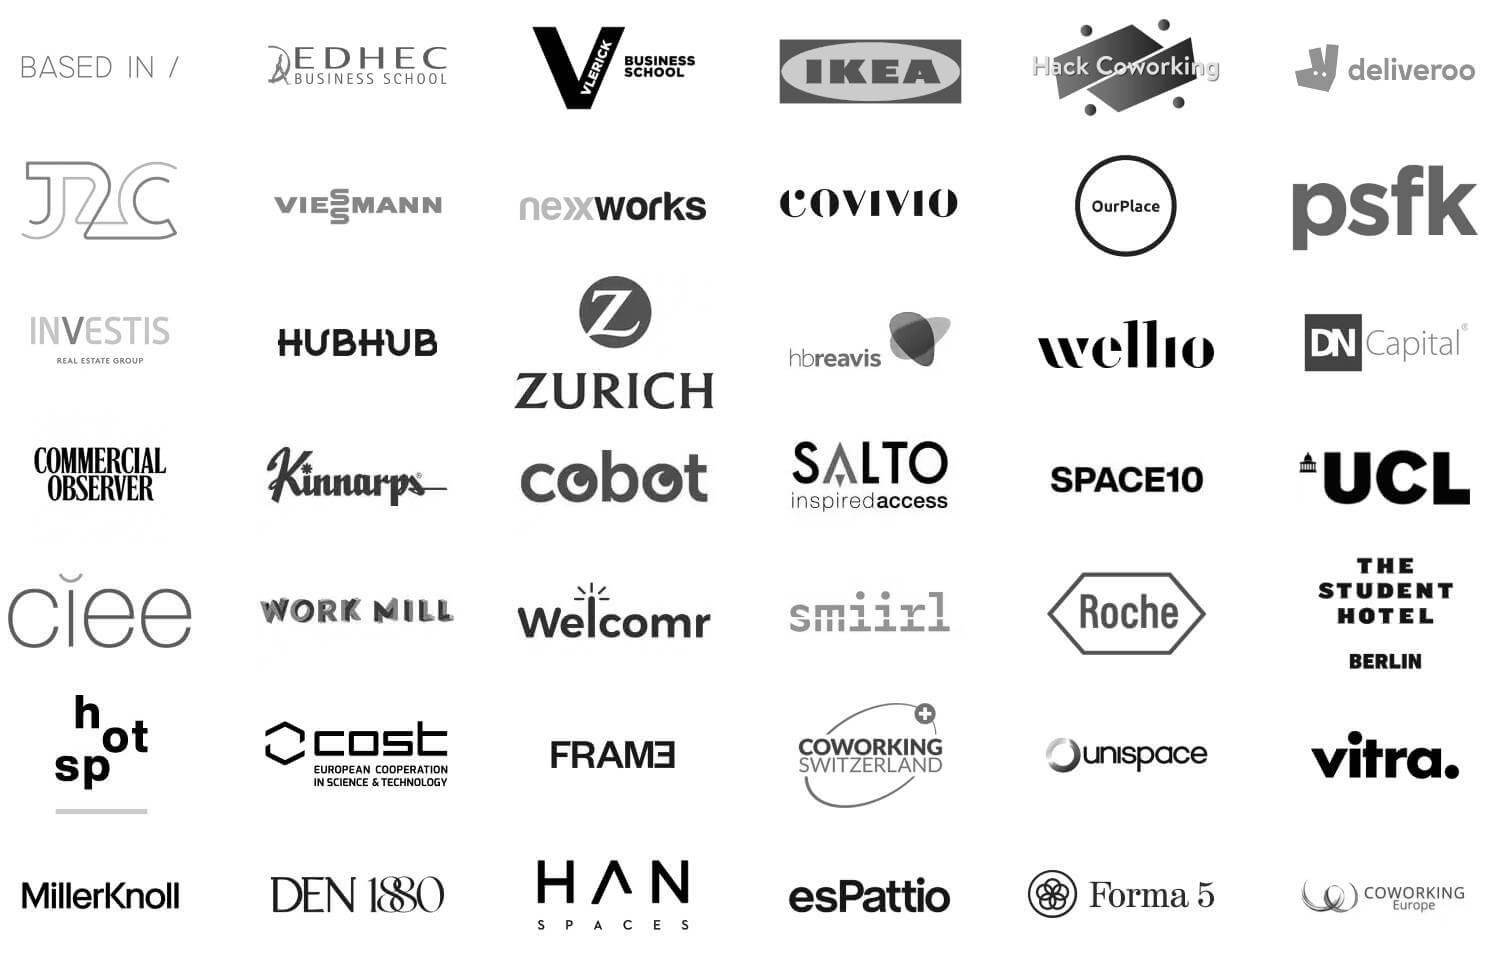 BASED IN /
EDHEC
BUSINESS SCHOOL
VLERICK
BUSINESS
SCHOOL
IKEA
Hack Coworking
deliveroo
J2C
VIESSMANN
nexxworks
COVIVIO
OurPlace
psfk
INVESTIS
REAL ESTATE GROUP
HUBHUB
Z
ZURICH
hbreavis
wellio
DN Capital®
COMMERCIAL
OBSERVER
Kinnarps®
cobot
SALTO
inspiredaccess
SPACE10
UCL
ciee
WORK MILL
Welcomr
smiirl
Roche
THE
STUDENT
HOTEL
BERLIN
hot
sp
cost
EUROPEAN COOPERATION
IN SCIENCE & TECHNOLOGY
FRAME
COWORKING
SWITZERLAND
unispace
vitra.
MillerKnoll
DEN 1880
HAN
SPACES
esPattio
Forma 5
COWORKING
Europe